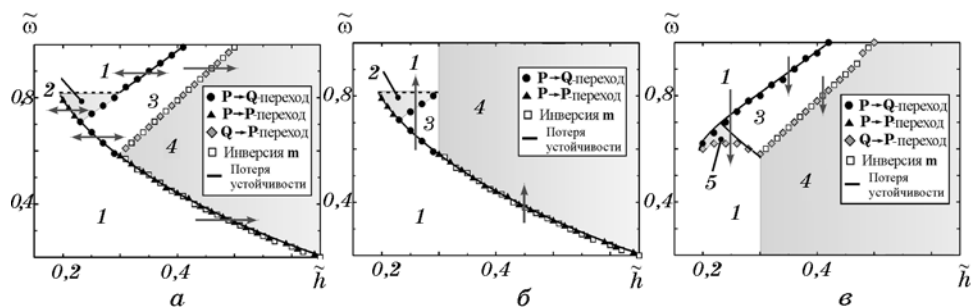 ω̃ ω̃ ω̃
0,8 0,8 0,8
0,4 0,4 0,4
1 2 3 4 1
P→Q-переход
P→P-переход
Q→P-переход
Инверсия m
Потеря
устойчивости
0,2 0,4 h̃
а
1 2 3 4 1
P→Q-переход
P→P-переход
Инверсия m
Потеря
устойчивости
0,2 0,4 h̃
б
1 3 4 5 1
P→Q-переход
P→P-переход
Q→P-переход
Инверсия m
Потеря
устойчивости
0,2 0,4 h̃
в